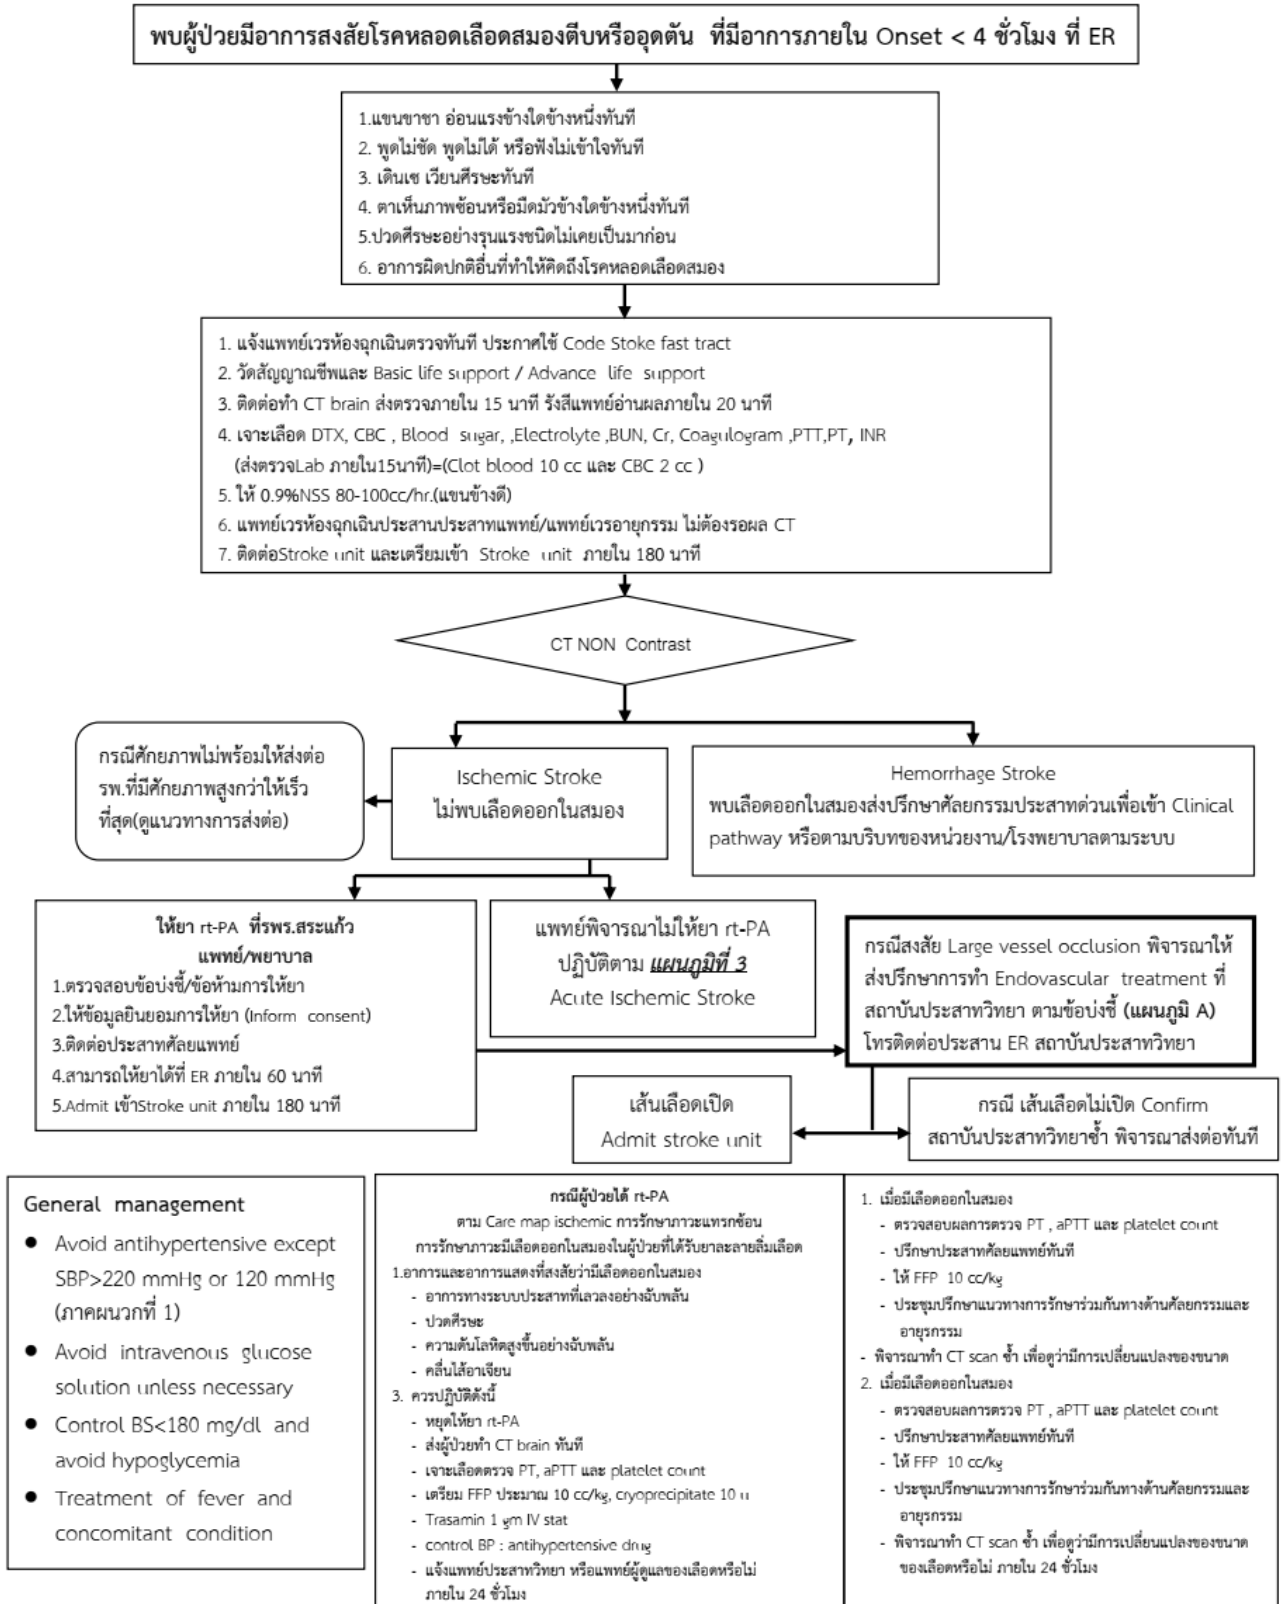 พบผู้ป่วยมีอาการสงสัยโรคหลอดเลือดสมองตีบหรืออุดตัน ที่มีอาการภายใน Onset < 4 ชั่วโมง ที่ ER
1.แขนขาชา อ่อนแรงข้างใดข้างหนึ่งทันที
2. พูดไม่ชัด พูดไม่ได้ หรือฟังไม่เข้าใจทันที
3. เดินเซ เวียนศีรษะทันที
4. ตาเห็นภาพซ้อนหรือมืดมัวข้างใดข้างหนึ่งทันที
5.ปวดศีรษะอย่างรุนแรงชนิดไม่เคยเป็นมาก่อน
6. อาการผิดปกติอื่นที่ทำให้คิดถึงโรคหลอดเลือดสมอง
1. แจ้งแพทย์เวรห้องฉุกเฉินตรวจทันที ประกาศใช้ Code Stoke fast tract
2. วัดสัญญาณชีพและ Basic life support / Advance life support
3. ติดต่อทำ CT brain ส่งตรวจภายใน 15 นาที รังสีแพทย์อ่านผลภายใน 20 นาที
4. เจาะเลือด DTX, CBC , Blood sugar, ,Electrolyte ,BUN, Cr, Coagulogram ,PTT,PT, INR
(ส่งตรวจLab ภายใน15นาที)=(Clot blood 10 cc และ CBC 2 cc )
5. ให้ 0.9%NSS 80-100cc/hr.(แขนข้างดี)
6. แพทย์เวรห้องฉุกเฉินประสานประสาทแพทย์/แพทย์เวรอายุกรรม ไม่ต้องรอผล CT
7. ติดต่อStroke unit และเตรียมเข้า Stroke unit ภายใน 180 นาที
CT NON Contrast
กรณีศักยภาพไม่พร้อมให้ส่งต่อ
รพ.ที่มีศักยภาพสูงกว่าให้เร็ว
ที่สุด(ดูแนวทางการส่งต่อ)
Ischemic Stroke
ไม่พบเลือดออกในสมอง
Hemorrhage Stroke
พบเลือดออกในสมองส่งปรึกษาศัลยกรรมประสาทด่วนเพื่อเข้า Clinical
pathway หรือตามบริบทของหน่วยงาน/โรงพยาบาลตามระบบ
ให้ยา rt-PA ที่รพร.สระแก้ว
แพทย์/พยาบาล
1.ตรวจสอบข้อบ่งชี้/ข้อห้ามการให้ยา
2.ให้ข้อมูลยินยอมการให้ยา (Inform consent)
3.ติดต่อประสาทศัลยแพทย์
4.สามารถให้ยาได้ที่ ER ภายใน 60 นาที
5.Admit เข้าStroke unit ภายใน 180 นาที
แพทย์พิจารณาไม่ให้ยา rt-PA
ปฏิบัติตาม แผนภูมิที่ 3
Acute Ischemic Stroke
กรณีสงสัย Large vessel occlusion พิจารณาให้
ส่งปรึกษาการทำ Endovascular treatment ที่
สถาบันประสาทวิทยา ตามข้อบ่งชี้ (แผนภูมิ A)
โทรติดต่อประสาน ER สถาบันประสาทวิทยา
เส้นเลือดเปิด
Admit stroke unit
กรณี เส้นเลือดไม่เปิด Confirm
สถาบันประสาทวิทยาซ้ำ พิจารณาส่งต่อทันที
General management
● Avoid antihypertensive except
SBP>220 mmHg or 120 mmHg
(ภาคผนวกที่ 1)
● Avoid intravenous glucose
solution unless necessary
● Control BS<180 mg/dl and
avoid hypoglycemia
● Treatment of fever and
concomitant condition
กรณีผู้ป่วยได้ rt-PA
ตาม Care map ischemic การรักษาภาวะแทรกซ้อน
การรักษาภาวะมีเลือดออกในสมองในผู้ป่วยที่ได้รับยาละลายลิ่มเลือด
1.อาการและอาการแสดงที่สงสัยว่ามีเลือดออกในสมอง
- อาการทางระบบประสาทที่เลวลงอย่างฉับพลัน
- ปวดศีรษะ
- ความดันโลหิตสูงขึ้นอย่างฉับพลัน
- คลื่นไส้อาเจียน
3. ควรปฏิบัติดังนี้
- หยุดให้ยา rt-PA
- ส่งผู้ป่วยทำ CT brain ทันที
- เจาะเลือดตรวจ PT, aPTT และ platelet count
- เตรียม FFP ประมาณ 10 cc/kg, cryoprecipitate 10 u
- Trasamin 1 gm IV stat
- control BP : antihypertensive drug
- แจ้งแพทย์ประสาทวิทยา หรือแพทย์ผู้ดูแลของเลือดหรือไม่
ภายใน 24 ชั่วโมง
1. เมื่อมีเลือดออกในสมอง
- ตรวจสอบผลการตรวจ PT , aPTT และ platelet count
- ปรึกษาประสาทศัลยแพทย์ทันที
- ให้ FFP 10 cc/kg
- ประชุมปรึกษาแนวทางการรักษาร่วมกันทางด้านศัลยกรรมและ
อายุรกรรม
- พิจารณาทำ CT scan ซ้ำ เพื่อดูว่ามีการเปลี่ยนแปลงของขนาด
2. เมื่อมีเลือดออกในสมอง
- ตรวจสอบผลการตรวจ PT , aPTT และ platelet count
- ปรึกษาประสาทศัลยแพทย์ทันที
- ให้ FFP 10 cc/kg
- ประชุมปรึกษาแนวทางการรักษาร่วมกันทางด้านศัลยกรรมและ
อายุรกรรม
- พิจารณาทำ CT scan ซ้ำ เพื่อดูว่ามีการเปลี่ยนแปลงของขนาด
ของเลือดหรือไม่ ภายใน 24 ชั่วโมง